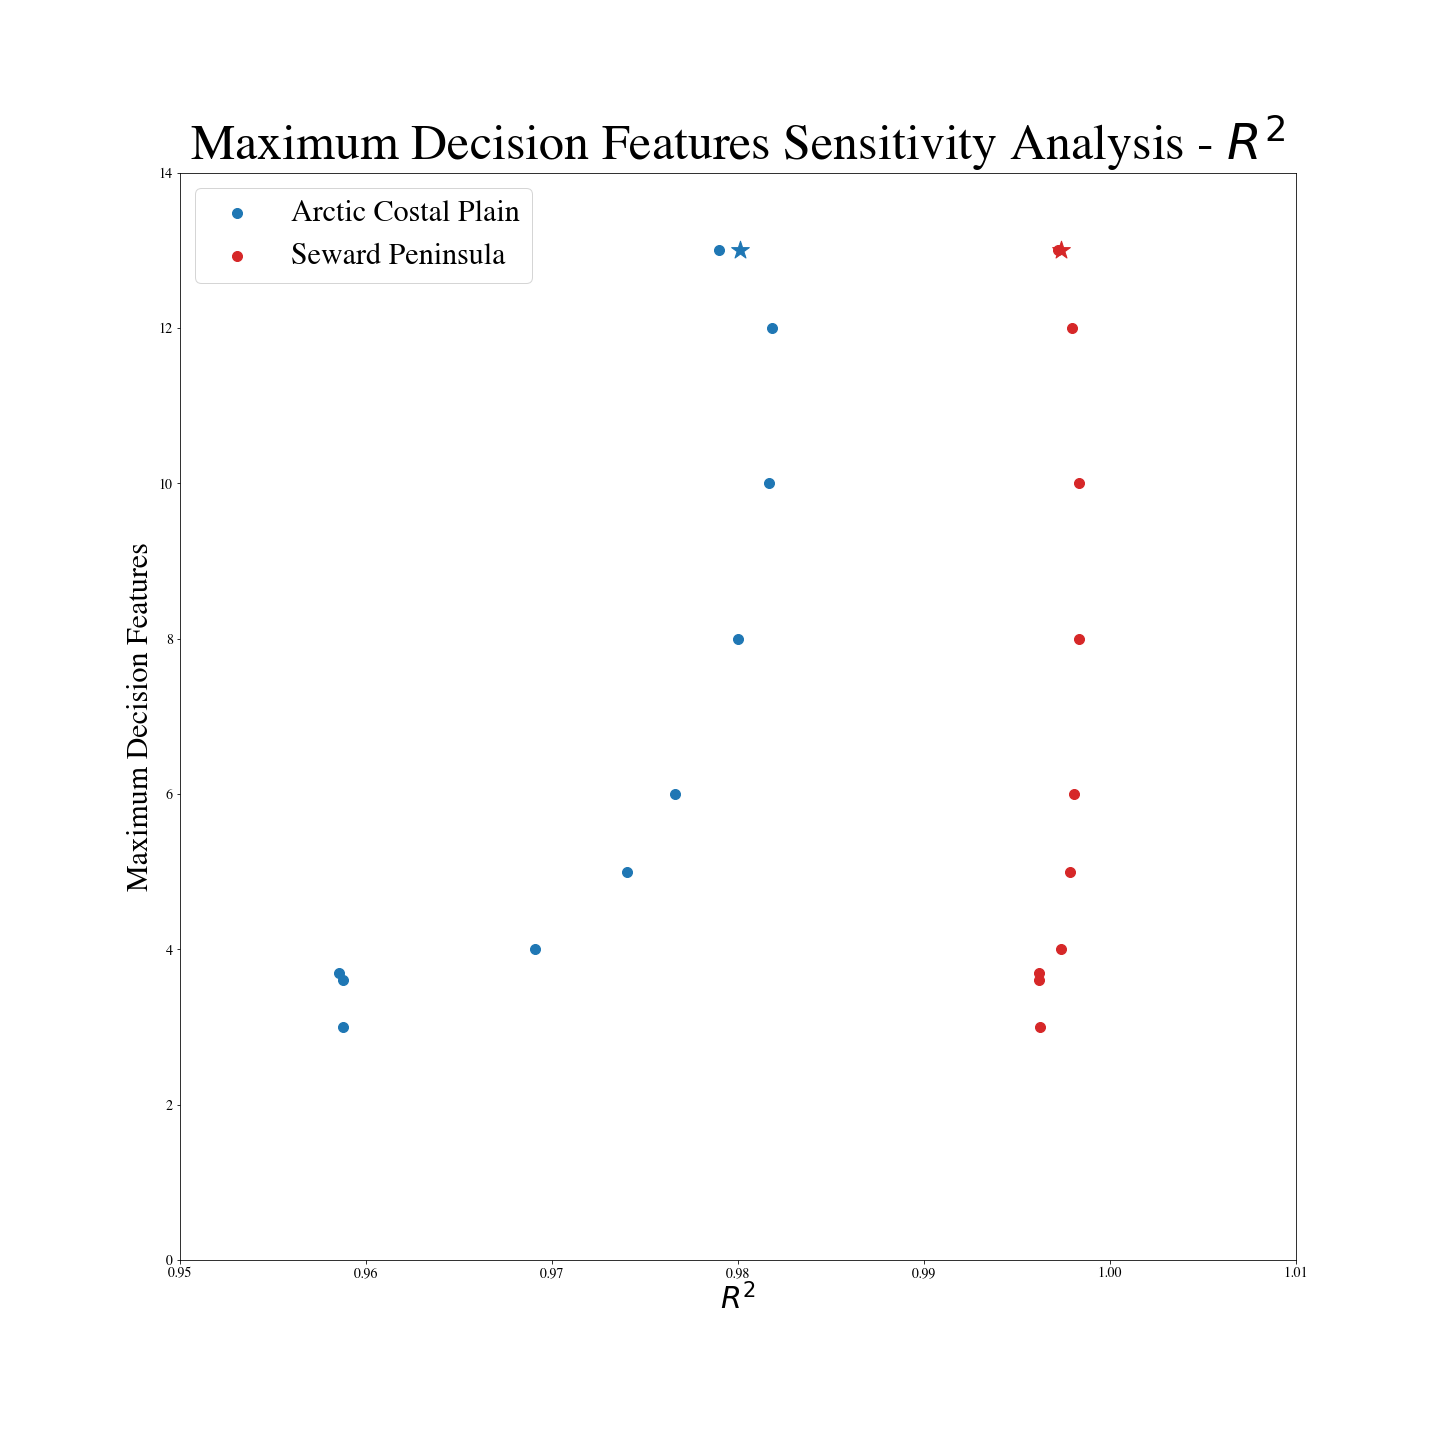 Maximum Decision Features Sensitivity Analysis - R²
Arctic Costal Plain
Seward Peninsula
Maximum Decision Features
14
12
10
8
6
4
2
0
0.95 0.96 0.97 0.98 0.99 1.00 1.01
R²